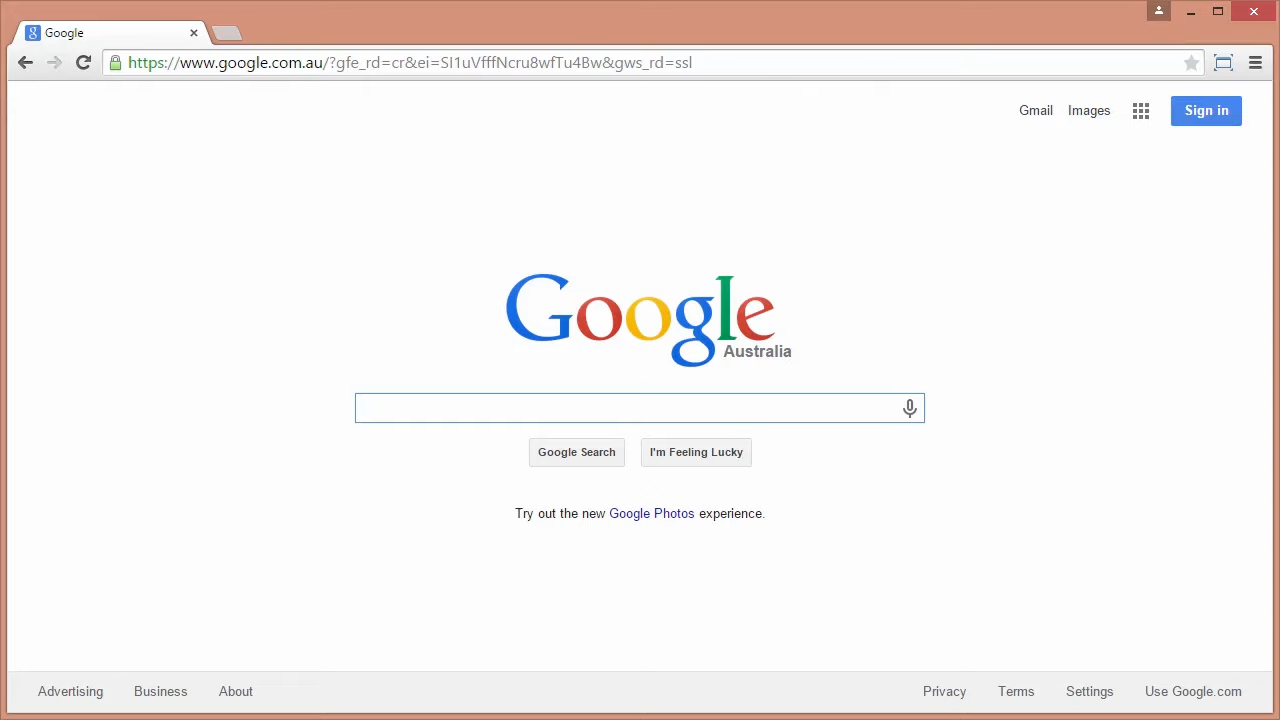 Google
https://www.google.com.au/?gfe_rd=cr&ei=SI1uVfffNcru8wfTu4Bw&gws_rd=ssl
Gmail Images Sign in
Google
Australia
Google Search I'm Feeling Lucky
Try out the new Google Photos experience.
Advertising Business About Privacy Terms Settings Use Google.com